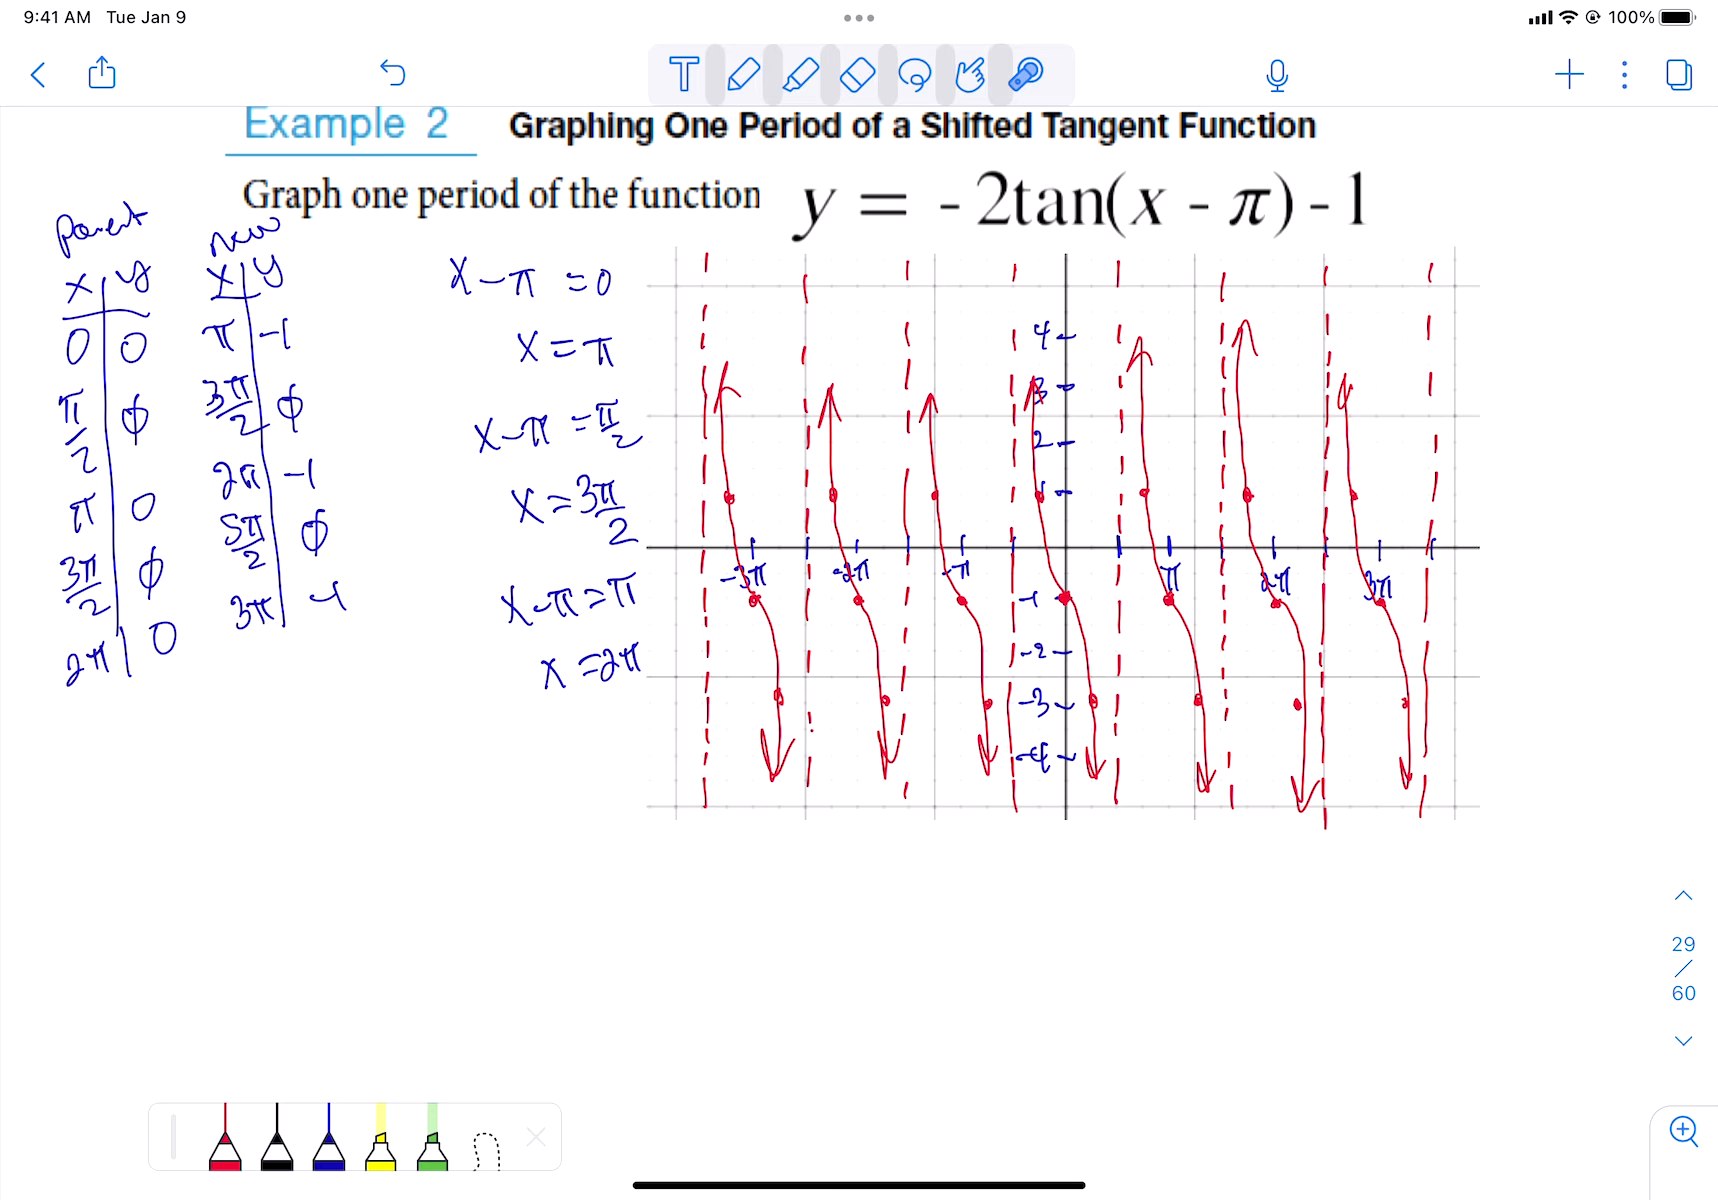 9:41 AM Tue Jan 9
100%
Example 2 Graphing One Period of a Shifted Tangent Function
Graph one period of the function y = - 2tan(x - π) - 1
Parent
x | y
0 | 0
π/2 | ϕ
π | 0
3π/2 | ϕ
2π | 0
new
x | y
π | -1
3π/2 | ϕ
2π | -1
5π/2 | ϕ
3π | -1
x - π = 0
x = π
x - π = π/2
x = 3π/2
x - π = π
x = 2π
4
3
2
1
-3π -2π -π π 2π 3π
-1
-2
-3
-4
29
/
60